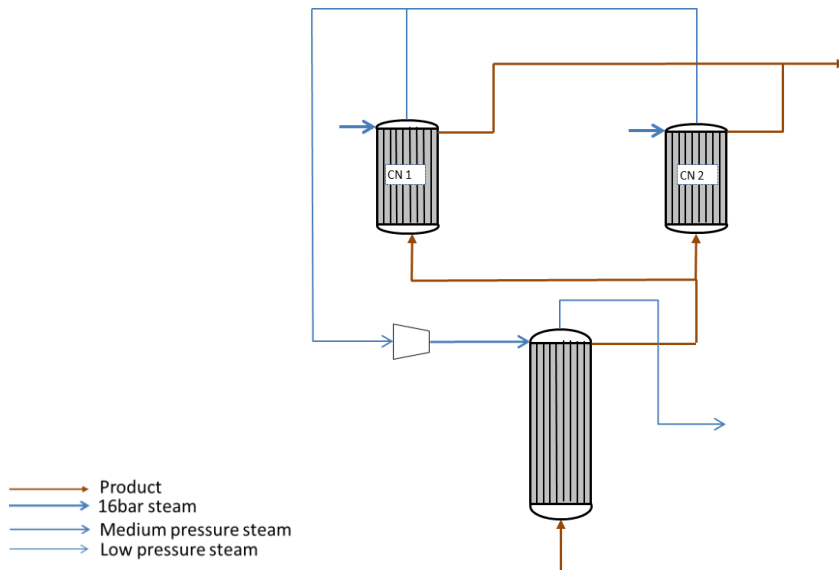 CN 1
CN 2
Product
16bar steam
Medium pressure steam
Low pressure steam